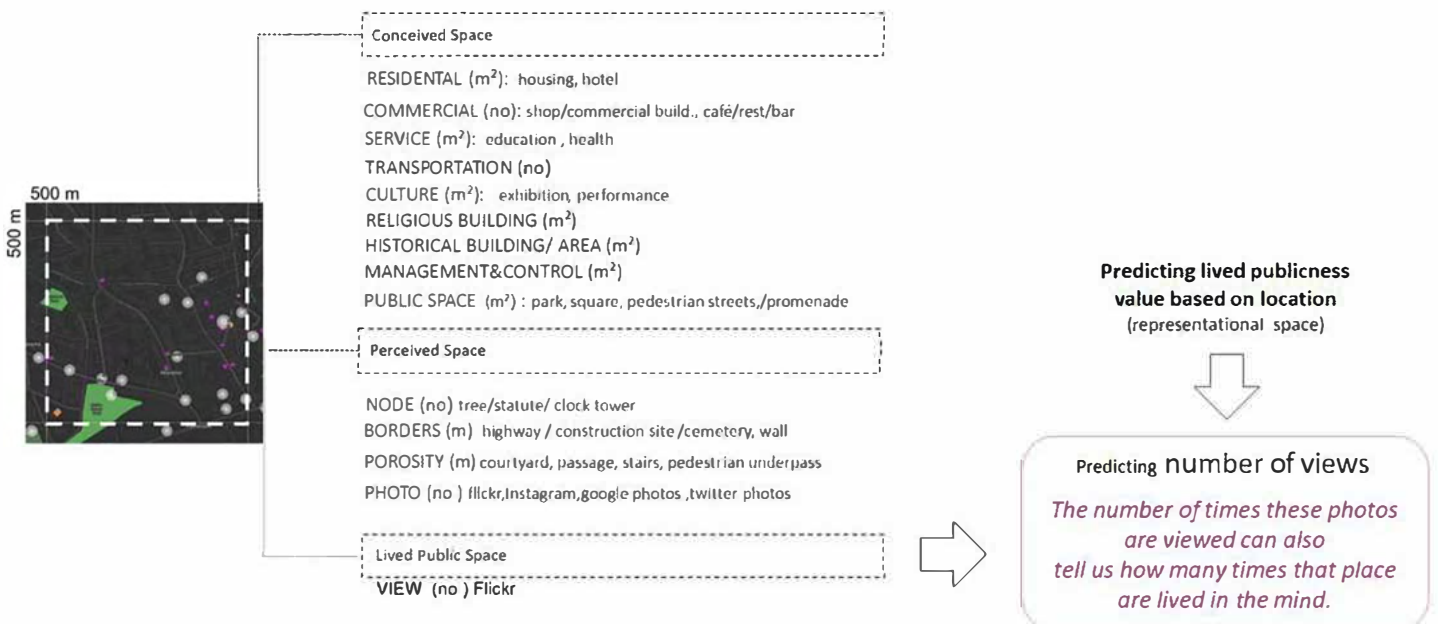 Conceived Space
RESIDENTAL (m²): housing, hotel
COMMERCIAL (no): shop/commercial build., café/rest/bar
SERVICE (m²): education , health
TRANSPORTATION (no)
CULTURE (m²): exhibition, performance
RELIGIOUS BUILDING (m²)
HISTORICAL BUILDING/ AREA (m²)
MANAGEMENT&CONTROL (m²)
PUBLIC SPACE (m²) : park, square, pedestrian streets,/promenade
500 m
500 m
Perceived Space
NODE (no) tree/statute/ clock tower
BORDERS (m) highway / construction site /cemetery, wall
POROSITY (m) courtyard, passage, stairs, pedestrian underpass
PHOTO (no ) flickr,Instagram,google photos ,twitter photos
Lived Public Space
VIEW (no ) Flickr
Predicting lived publicness
value based on location
(representational space)
Predicting number of views
The number of times these photos
are viewed can also
tell us how many times that place
are lived in the mind.